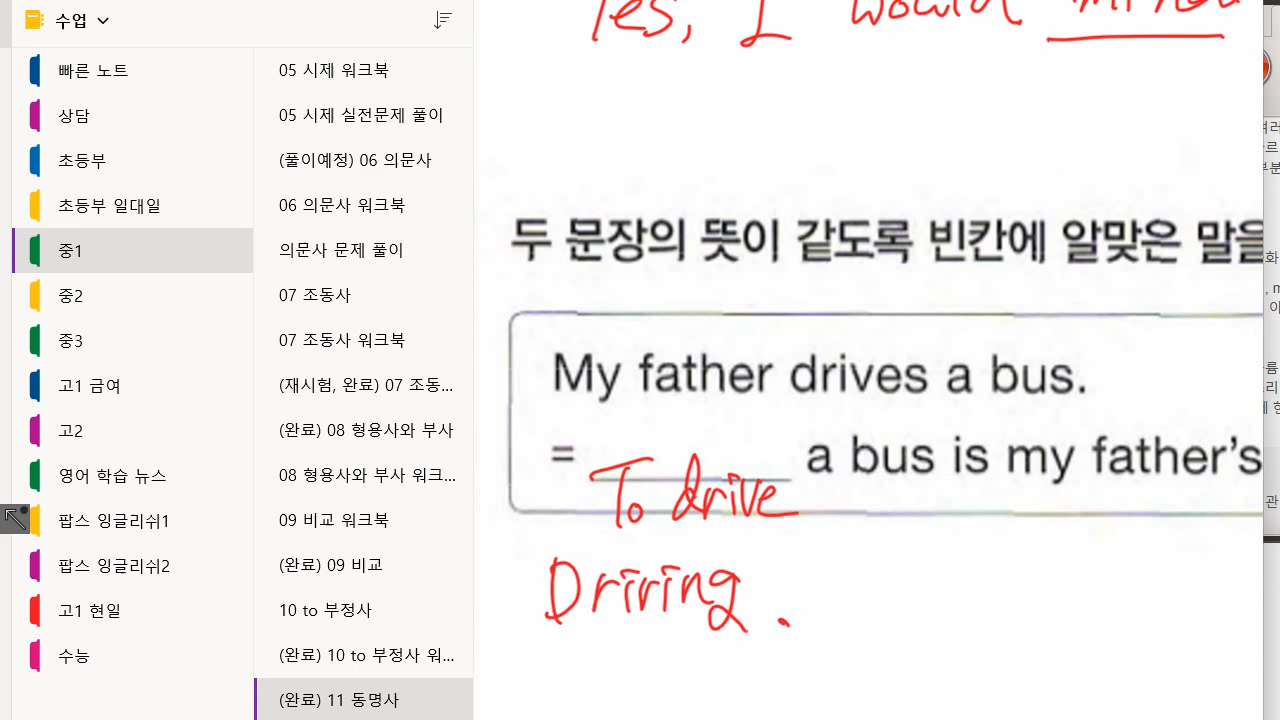 수업
빠른 노트
상담
초등부
초등부 일대일
중1
중2
중3
고1 급여
고2
영어 학습 뉴스
팝스 잉글리쉬1
팝스 잉글리쉬2
고1 현일
수능
05 시제 워크북
05 시제 실전문제 풀이
(풀이예정) 06 의문사
06 의문사 워크북
의문사 문제 풀이
07 조동사
07 조동사 워크북
(재시험, 완료) 07 조동...
(완료) 08 형용사와 부사
08 형용사와 부사 워크...
09 비교 워크북
(완료) 09 비교
10 to 부정사
(완료) 10 to 부정사 워...
(완료) 11 동명사
Yes, I would
두 문장의 뜻이 같도록 빈칸에 알맞은 말을
My father drives a bus.
= To drive a bus is my father's
Driving.